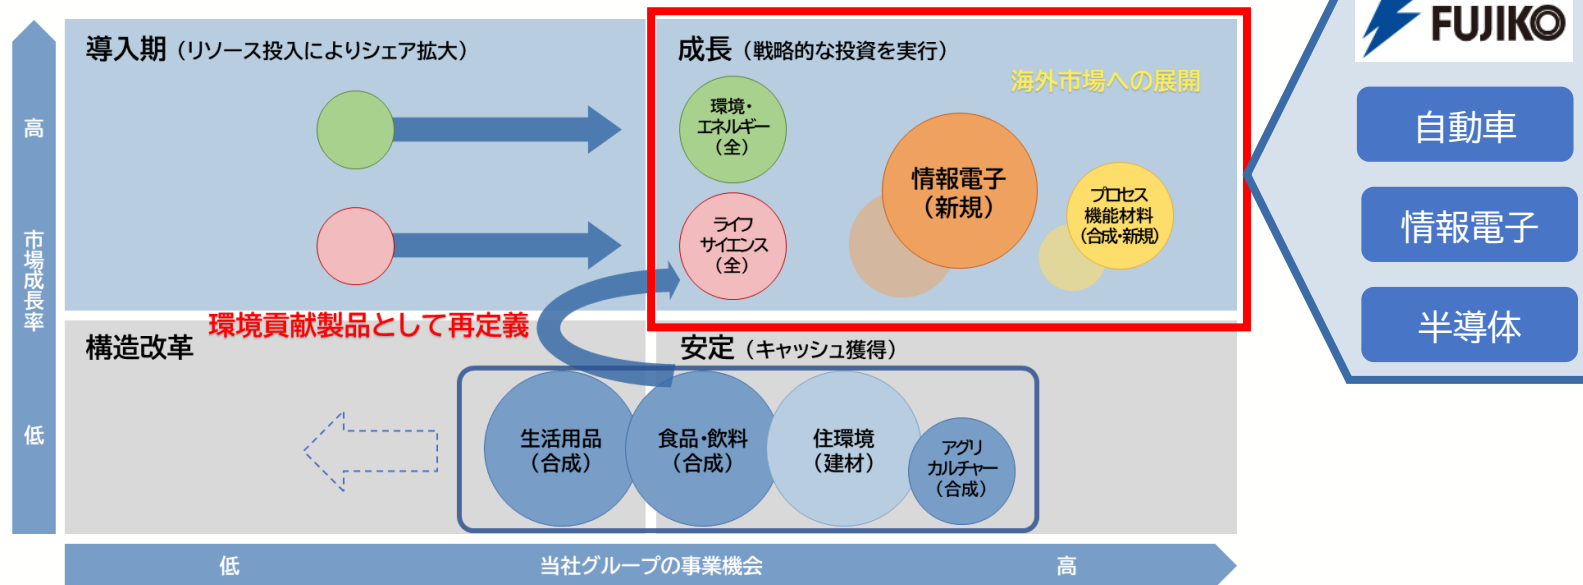 導入期（リソース投入によりシェア拡大）
成長（戦略的な投資を実行）
海外市場への展開
環境・
エネルギー
（全）
情報電子
（新規）
プロセス
機能材料
（合成・新規）
ライフ
サイエンス
（全）
環境貢献製品として再定義
構造改革
安定（キャッシュ獲得）
生活用品
（合成）
食品・飲料
（合成）
住環境
（建材）
アグリ
カルチャー
（合成）
高
市場成長率
低
低
当社グループの事業機会
高
FUJIKO
自動車
情報電子
半導体